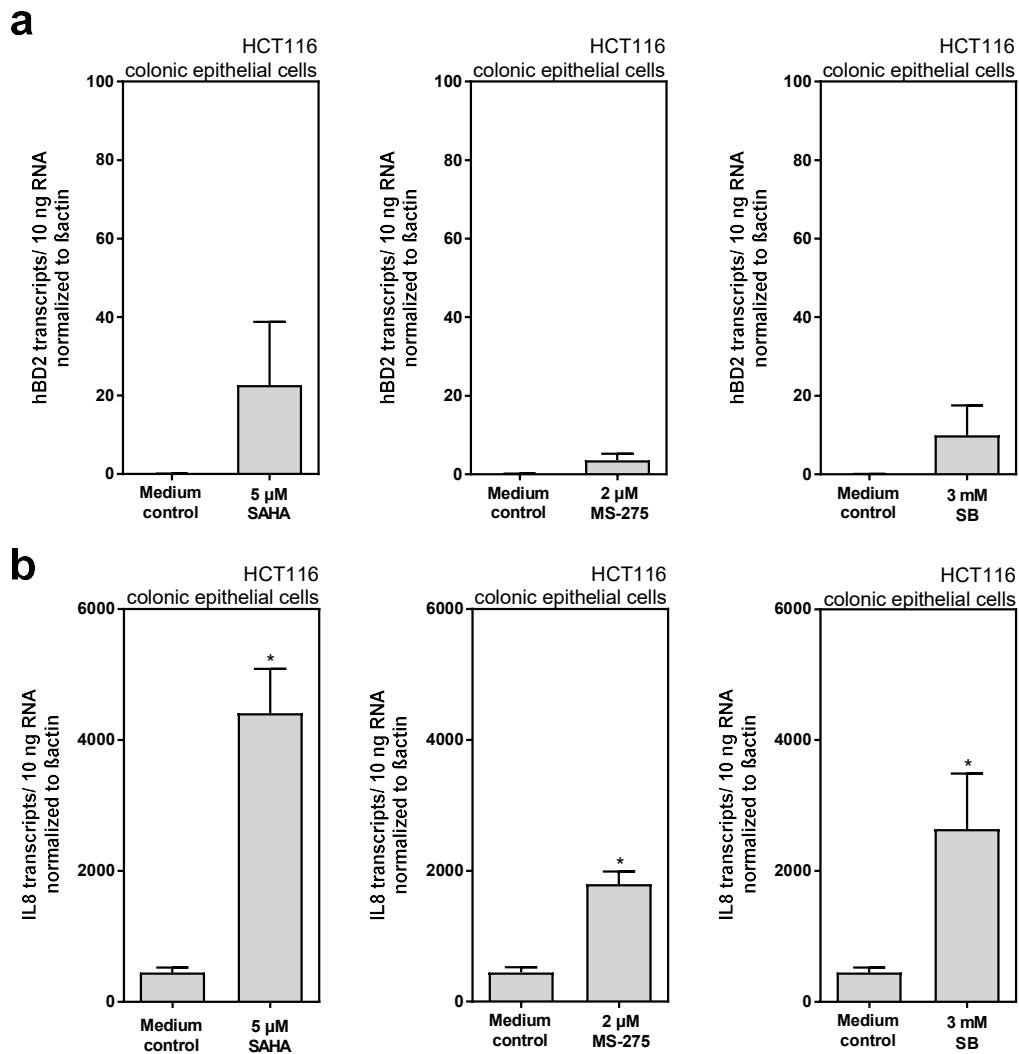 a
HCT116
colonic epithelial cells
hBD2 transcripts/ 10 ng RNA
normalized to ßactin
100
80
60
40
20
0
Medium
control
5 µM
SAHA
HCT116
colonic epithelial cells
hBD2 transcripts/ 10 ng RNA
normalized to ßactin
100
80
60
40
20
0
Medium
control
2 µM
MS-275
HCT116
colonic epithelial cells
hBD2 transcripts/ 10 ng RNA
normalized to ßactin
100
80
60
40
20
0
Medium
control
3 mM
SB
b
HCT116
colonic epithelial cells
IL8 transcripts/ 10 ng RNA
normalized to ßactin
6000
4000
2000
0
*
Medium
control
5 µM
SAHA
HCT116
colonic epithelial cells
IL8 transcripts/ 10 ng RNA
normalized to ßactin
6000
4000
2000
0
*
Medium
control
2 µM
MS-275
HCT116
colonic epithelial cells
IL8 transcripts/ 10 ng RNA
normalized to ßactin
6000
4000
2000
0
*
Medium
control
3 mM
SB